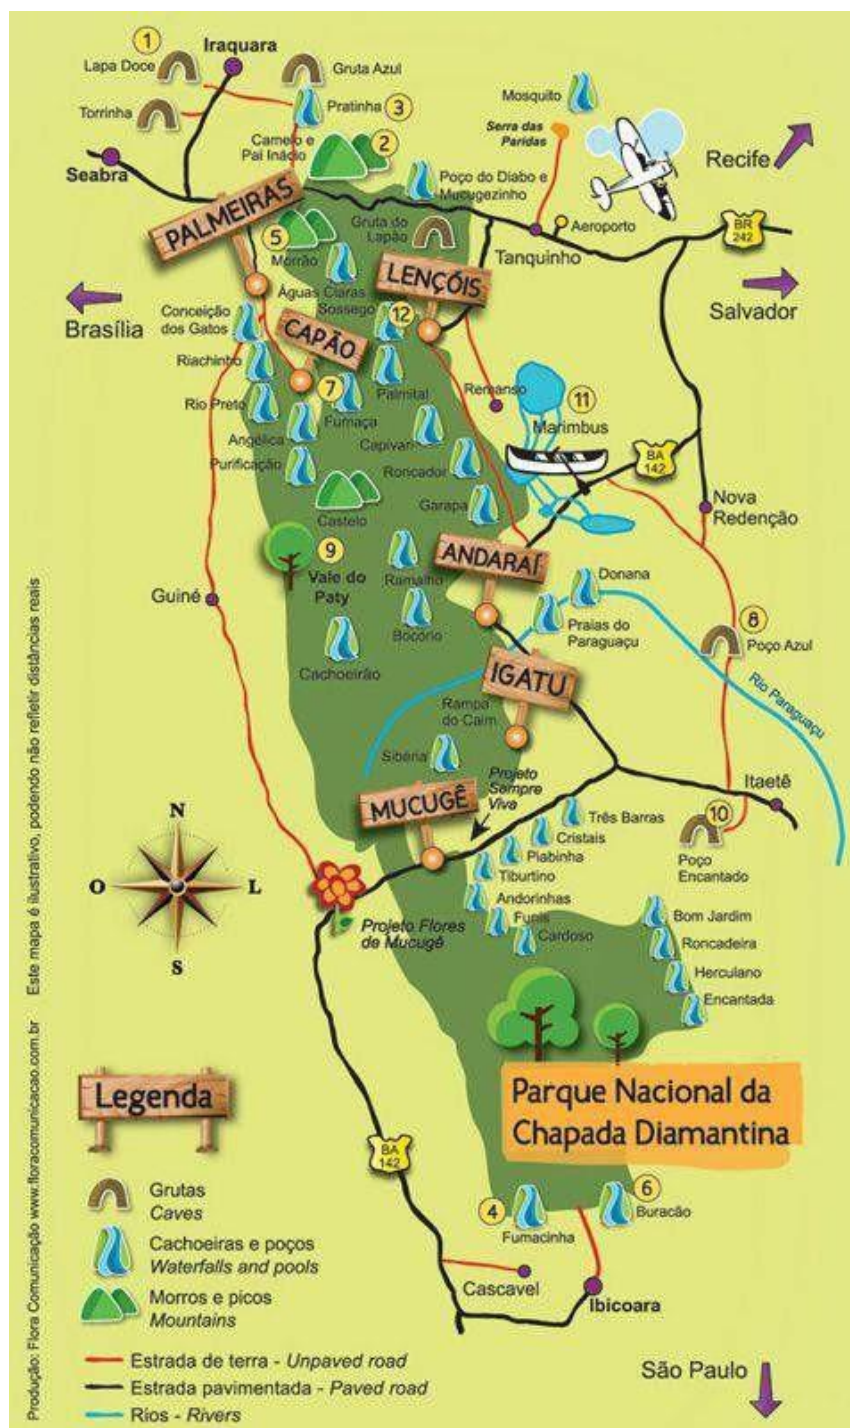 1
Iraquara
Lapa Doce
Gruta Azul
Torrinha
Pratinha 3
Mosquito
Serra das
Paridas
Camelo e
Pai Inácio
2
Recife
Seabra
Poço do Diabo e
Mucugezinho
PALMEIRAS
Aeroporto
BR
242
5
Gruta do
Lapão
Morrão
Tanquinho
LENÇÓIS
Brasília
Salvador
Águas Claras
Sossego
12
Conceição
dos Gatos
CAPÃO
Riachinho
7
Palmital
Remanso
11
Rio Preto
Fumaça
Marimbus
Angélica
Capivari
Purificação
Roncador
BA
142
Castelo
Garapa
Nova
Redenção
9
Vale do
Paty
ANDARAÍ
Ramalho
Donana
Guiné
Bocório
Praias do
Paraguaçu
8
Poço Azul
Cachoeirão
IGATU
Rio Paraguaçu
Rampa
do Caim
Sibéria
Projeto
Sempre
Viva
Itaetê
MUCUGÊ
Três Barras
10
Cristais
Piabinha
Poço
Encantado
Tiburtino
Andorinhas
Funis
Cardoso
Bom Jardim
Roncadeira
Herculano
Encantada
N
O
L
S
Projeto Flores
de Mucugê
Parque Nacional da
Chapada Diamantina
BA
142
4
Fumacinha
6
Buracão
Cascavel
Ibicoara
São Paulo
Legenda
Grutas
Caves
Cachoeiras e poços
Waterfalls and pools
Morros e picos
Mountains
Estrada de terra - Unpaved road
Estrada pavimentada - Paved road
Rios - Rivers
Produção: Flora Comunicação www.floracomunicacao.com.br Este mapa é ilustrativo, podendo não refletir distâncias reais